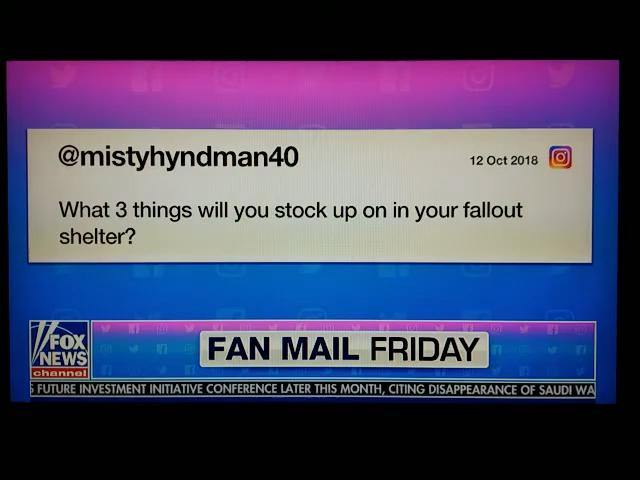 @mistyhyndman40
12 Oct 2018
What 3 things will you stock up on in your fallout
shelter?
FOX
NEWS
channel
FAN MAIL FRIDAY
FUTURE INVESTMENT INITIATIVE CONFERENCE LATER THIS MONTH, CITING DISAPPEARANCE OF SAUDI